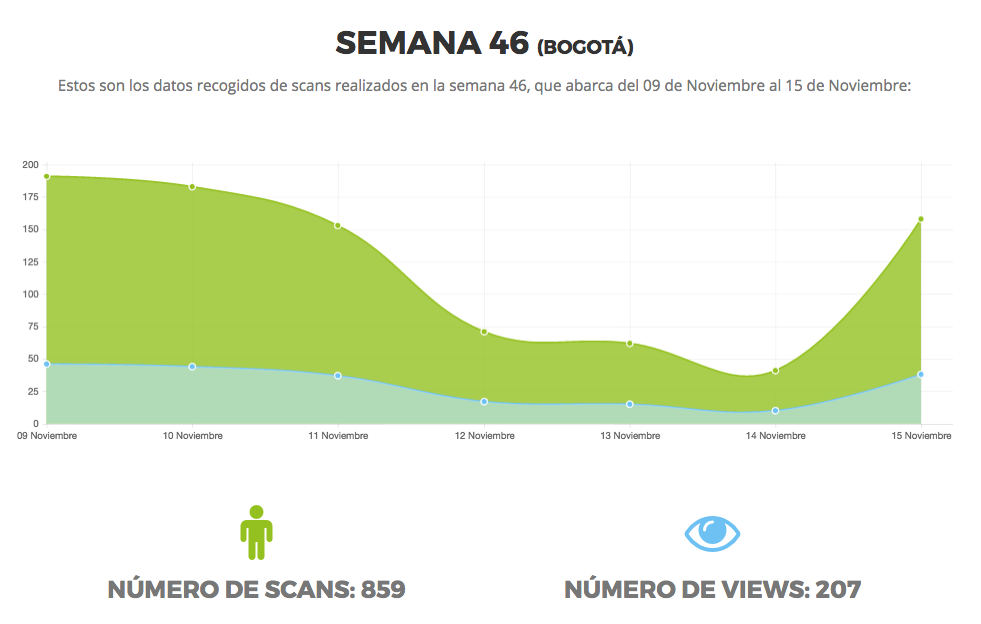 SEMANA 46 (BOGOTÁ)
Estos son los datos recogidos de scans realizados en la semana 46, que abarca del 09 de Noviembre al 15 de Noviembre:
200
175
150
125
100
75
50
25
0
09 Noviembre 10 Noviembre 11 Noviembre 12 Noviembre 13 Noviembre 14 Noviembre 15 Noviembre
NÚMERO DE SCANS: 859 NÚMERO DE VIEWS: 207